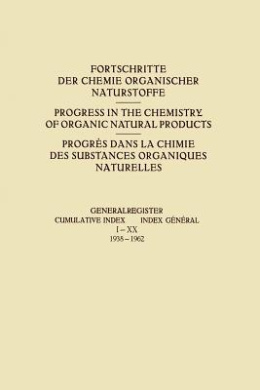 FORTSCHRITTE
DER CHEMIE ORGANISCHER
NATURSTOFFE
PROGRESS IN THE CHEMISTRY
OF ORGANIC NATURAL PRODUCTS
PROGRÈS DANS LA CHIMIE
DES SUBSTANCES ORGANIQUES
NATURELLES
GENERALREGISTER
CUMULATIVE INDEX INDEX GÉNÉRAL
I – XX
1938 – 1962